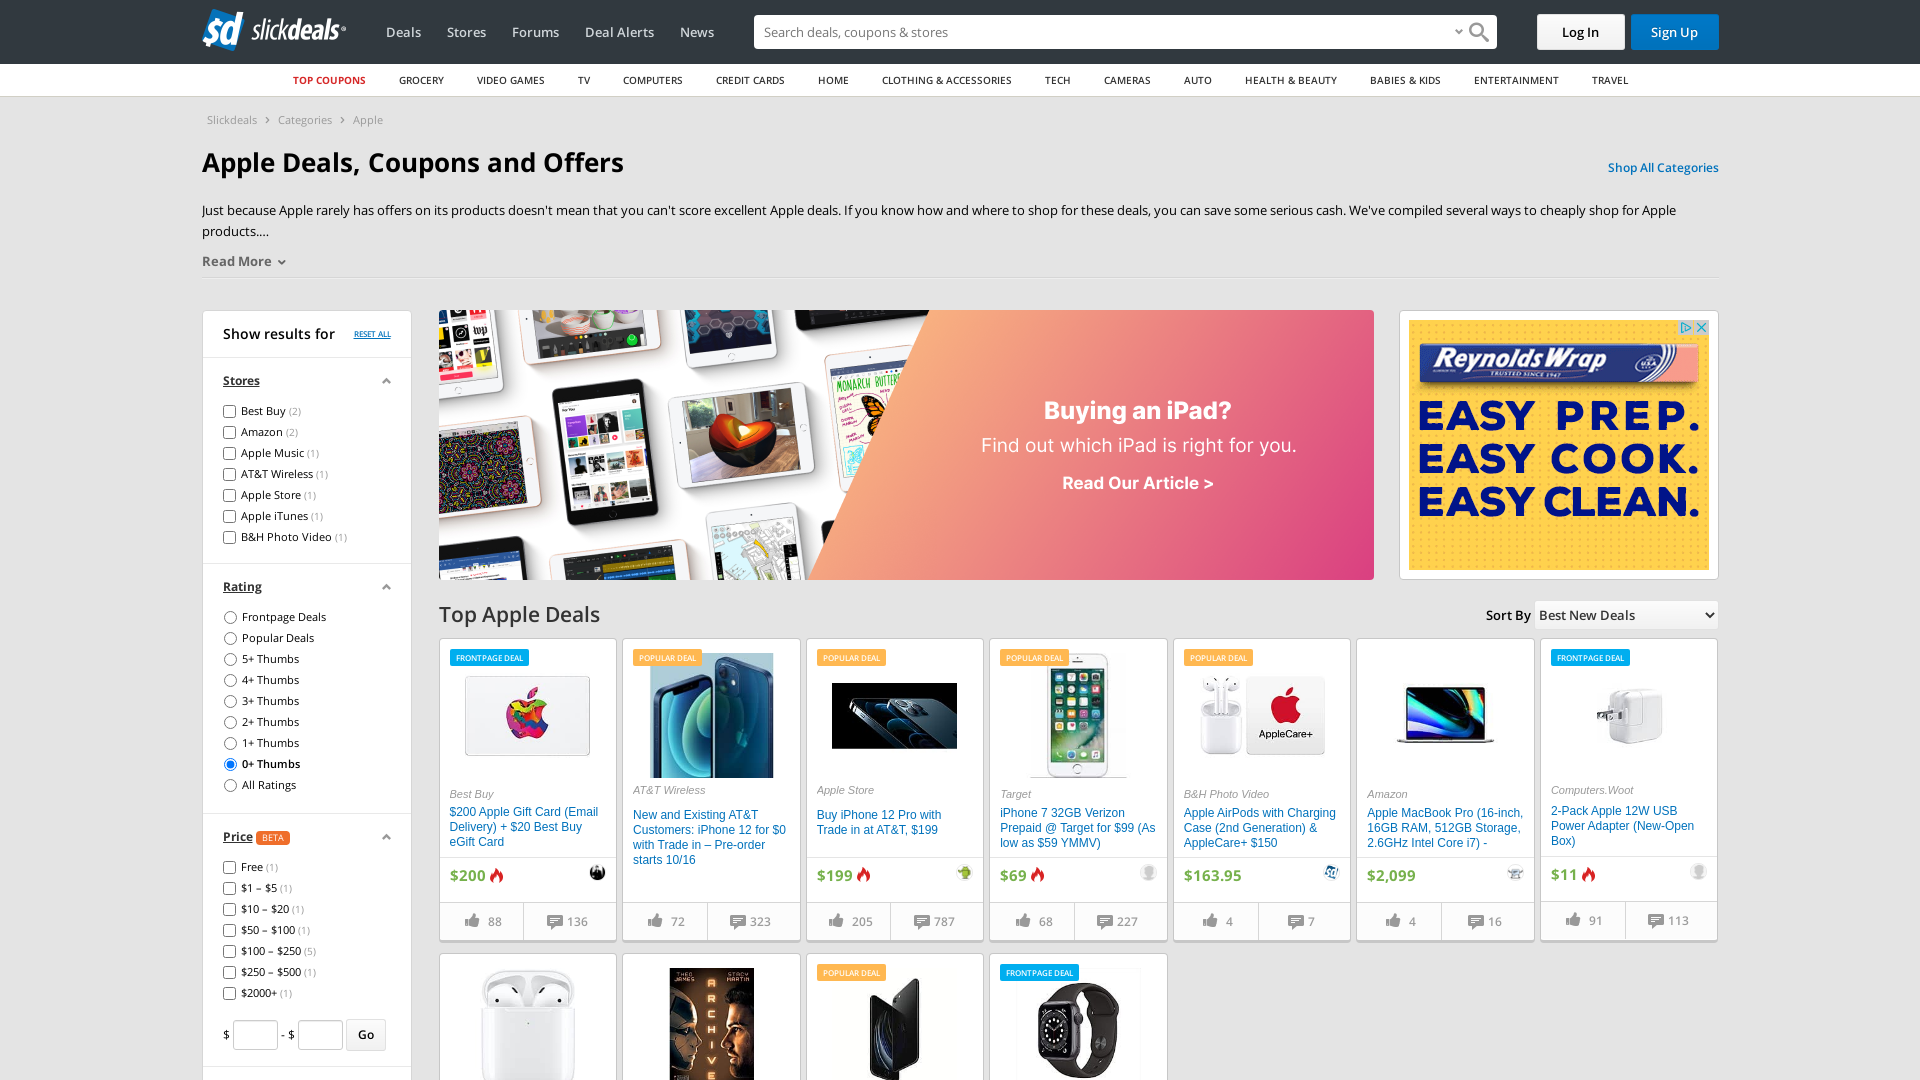 sd slickdeals
Deals
Stores
Forums
Deal Alerts
News
Search deals, coupons & stores
Log In
Sign Up
TOP COUPONS
GROCERY
VIDEO GAMES
TV
COMPUTERS
CREDIT CARDS
HOME
CLOTHING & ACCESSORIES
TECH
CAMERAS
AUTO
HEALTH & BEAUTY
BABIES & KIDS
ENTERTAINMENT
TRAVEL
Slickdeals > Categories > Apple
Apple Deals, Coupons and Offers
Shop All Categories
Just because Apple rarely has offers on its products doesn't mean that you can't score excellent Apple deals. If you know how and where to shop for these deals, you can save some serious cash. We've compiled several ways to cheaply shop for Apple
products....
Read More
Show results for
RESET ALL
Stores
Best Buy (2)
Amazon (2)
Apple Music (1)
AT&T Wireless (1)
Apple Store (1)
Apple iTunes (1)
B&H Photo Video (1)
Rating
Frontpage Deals
Popular Deals
5+ Thumbs
4+ Thumbs
3+ Thumbs
2+ Thumbs
1+ Thumbs
0+ Thumbs
All Ratings
Price BETA
Free (1)
$1 – $5 (1)
$10 – $20 (1)
$50 – $100 (1)
$100 – $250 (5)
$250 – $500 (1)
$2000+ (1)
$ - $ Go
MONARCH BUTTERF
Buying an iPad?
Find out which iPad is right for you.
Read Our Article >
Reynolds Wrap
TRUSTED SINCE 1947
EASY PREP.
EASY COOK.
EASY CLEAN.
Top Apple Deals
Sort By Best New Deals
FRONTPAGE DEAL
Best Buy
$200 Apple Gift Card (Email
Delivery) + $20 Best Buy
eGift Card
$200
88
136
POPULAR DEAL
AT&T Wireless
New and Existing AT&T
Customers: iPhone 12 for $0
with Trade in – Pre-order
starts 10/16
72
323
POPULAR DEAL
Apple Store
Buy iPhone 12 Pro with
Trade in at AT&T, $199
$199
205
787
POPULAR DEAL
Target
iPhone 7 32GB Verizon
Prepaid @ Target for $99 (As
low as $59 YMMV)
$69
68
227
POPULAR DEAL
AppleCare+
B&H Photo Video
Apple AirPods with Charging
Case (2nd Generation) &
AppleCare+ $150
$163.95
4
7
Amazon
Apple MacBook Pro (16-inch,
16GB RAM, 512GB Storage,
2.6GHz Intel Core i7) -
$2,099
4
16
FRONTPAGE DEAL
Computers.Woot
2-Pack Apple 12W USB
Power Adapter (New-Open
Box)
$11
91
113
THEO JAMES
STACY MARTIN
ARCHIVE
POPULAR DEAL
FRONTPAGE DEAL